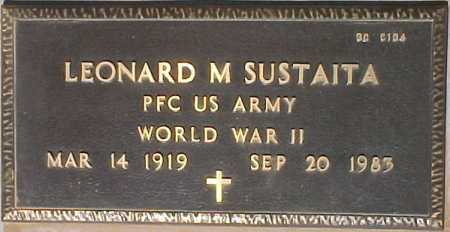 LEONARD M SUSTAITA
PFC US ARMY
WORLD WAR II
MAR 14 1919 SEP 20 1983